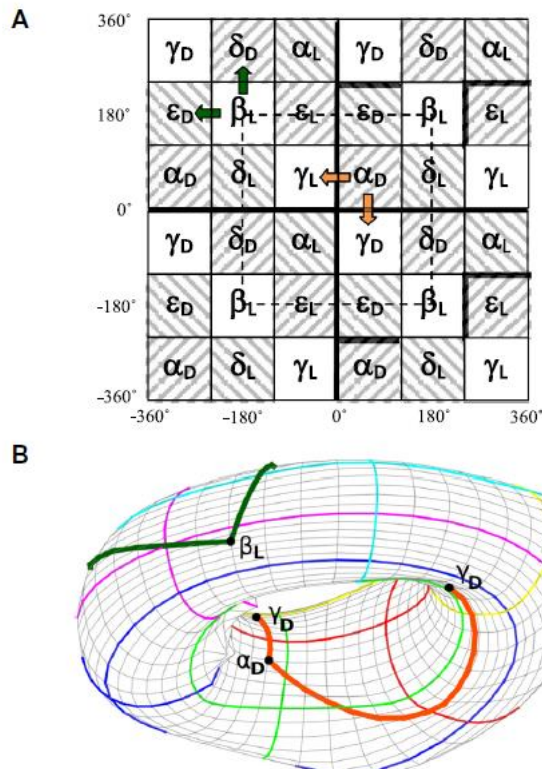 A
360˚
γD δD αL γD δD αL
180˚
εD βL εL εD βL εL
αD δL γL αD δL γL
0˚
γD δD αL γD δD αL
-180˚
εD βL εL εD βL εL
αD δL γL αD δL γL
-360˚
-360˚ -180˚ 0˚ 180˚ 360˚
B
βL
γD
γD
αD